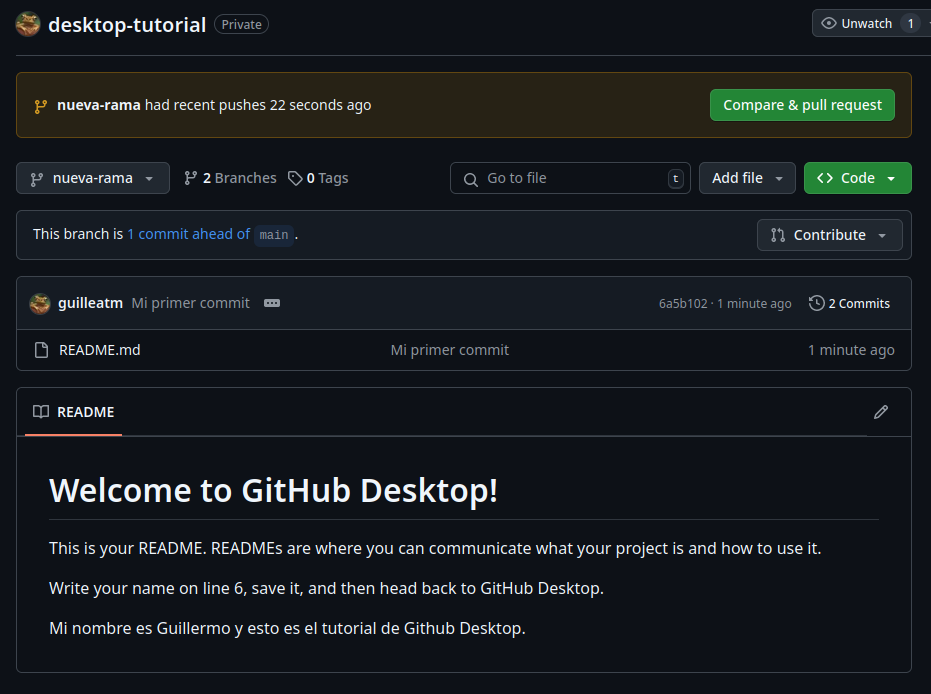 desktop-tutorial Private Unwatch 1
nueva-rama had recent pushes 22 seconds ago Compare & pull request
nueva-rama 2 Branches 0 Tags Go to file t Add file Code
This branch is 1 commit ahead of main . Contribute
guilleatm Mi primer commit 6a5b102 · 1 minute ago 2 Commits
README.md Mi primer commit 1 minute ago
README
Welcome to GitHub Desktop!
This is your README. READMEs are where you can communicate what your project is and how to use it.
Write your name on line 6, save it, and then head back to GitHub Desktop.
Mi nombre es Guillermo y esto es el tutorial de Github Desktop.